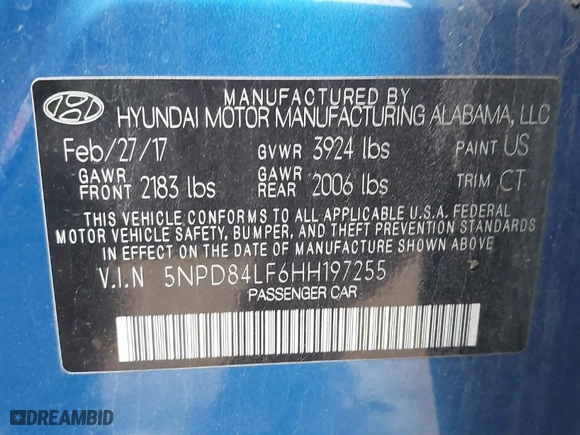 MANUFACTURED BY
HYUNDAI MOTOR MANUFACTURING ALABAMA, LLC
Feb/27/17 GVWR 3924 lbs PAINT US
GAWR FRONT 2183 lbs GAWR REAR 2006 lbs TRIM CT
THIS VEHICLE CONFORMS TO ALL APPLICABLE U.S.A. FEDERAL
MOTOR VEHICLE SAFETY, BUMPER, AND THEFT PREVENTION STANDARDS
IN EFFECT ON THE DATE OF MANUFACTURE SHOWN ABOVE.
V.I.N 5NPD84LF6HH197255
PASSENGER CAR
DREAMBID